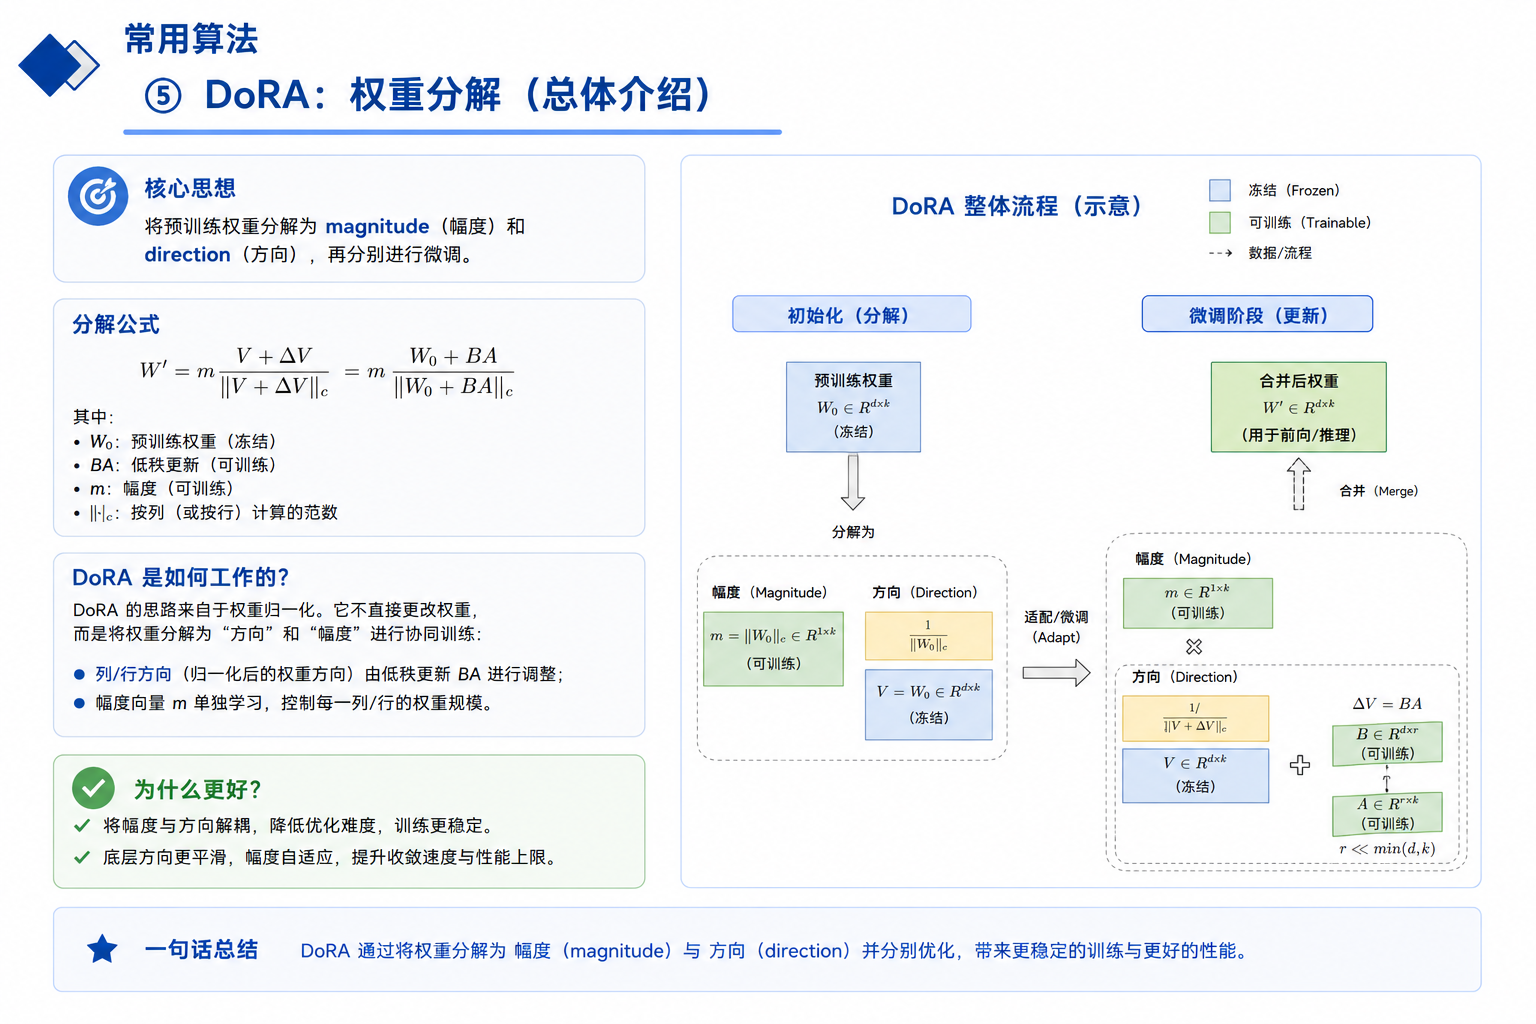 常用算法
⑤ DoRA：权重分解（总体介绍）
核心思想
将预训练权重分解为 magnitude（幅度）和
direction（方向），再分别进行微调。
分解公式
W′ = m (V + ΔV) / ||V + ΔV||c = m (W₀ + BA) / ||W₀ + BA||c
其中：
• W₀：预训练权重（冻结）
• BA：低秩更新（可训练）
• m：幅度（可训练）
• ||·||c：按列（或按行）计算的范数
DoRA 是如何工作的？
DoRA 的思路来自于权重归一化。它不直接更改权重，
而是将权重分解为“方向”和“幅度”进行协同训练：
● 列/行方向（归一化后的权重方向）由低秩更新 BA 进行调整；
● 幅度向量 m 单独学习，控制每一列/行的权重规模。
为什么更好？
✓ 将幅度与方向解耦，降低优化难度，训练更稳定。
✓ 底层方向更平滑，幅度自适应，提升收敛速度与性能上限。
DoRA 整体流程（示意）
冻结（Frozen）
可训练（Trainable）
数据/流程
初始化（分解）
预训练权重
W₀ ∈ R^{d×k}
（冻结）
分解为
幅度（Magnitude）
m = ||W₀||c ∈ R^{1×k}
（可训练）
方向（Direction）
1 / ||W₀||c
V = W₀ ∈ R^{d×k}
（冻结）
适配/微调
（Adapt）
微调阶段（更新）
合并后权重
W′ ∈ R^{d×k}
（用于前向/推理）
合并（Merge）
幅度（Magnitude）
m ∈ R^{1×k}
（可训练）
方向（Direction）
1/
||V + ΔV||c
V ∈ R^{d×k}
（冻结）
ΔV = BA
B ∈ R^{d×r}
（可训练）
A ∈ R^{r×k}
（可训练）
r ≪ min(d, k)
一句话总结
DoRA 通过将权重分解为 幅度（magnitude）与 方向（direction）并分别优化，带来更稳定的训练与更好的性能。